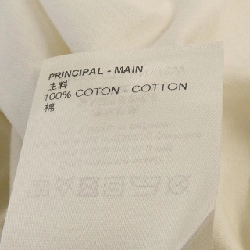 PRINCIPAL - MAIN
主料
100% COTON - COTTON
棉